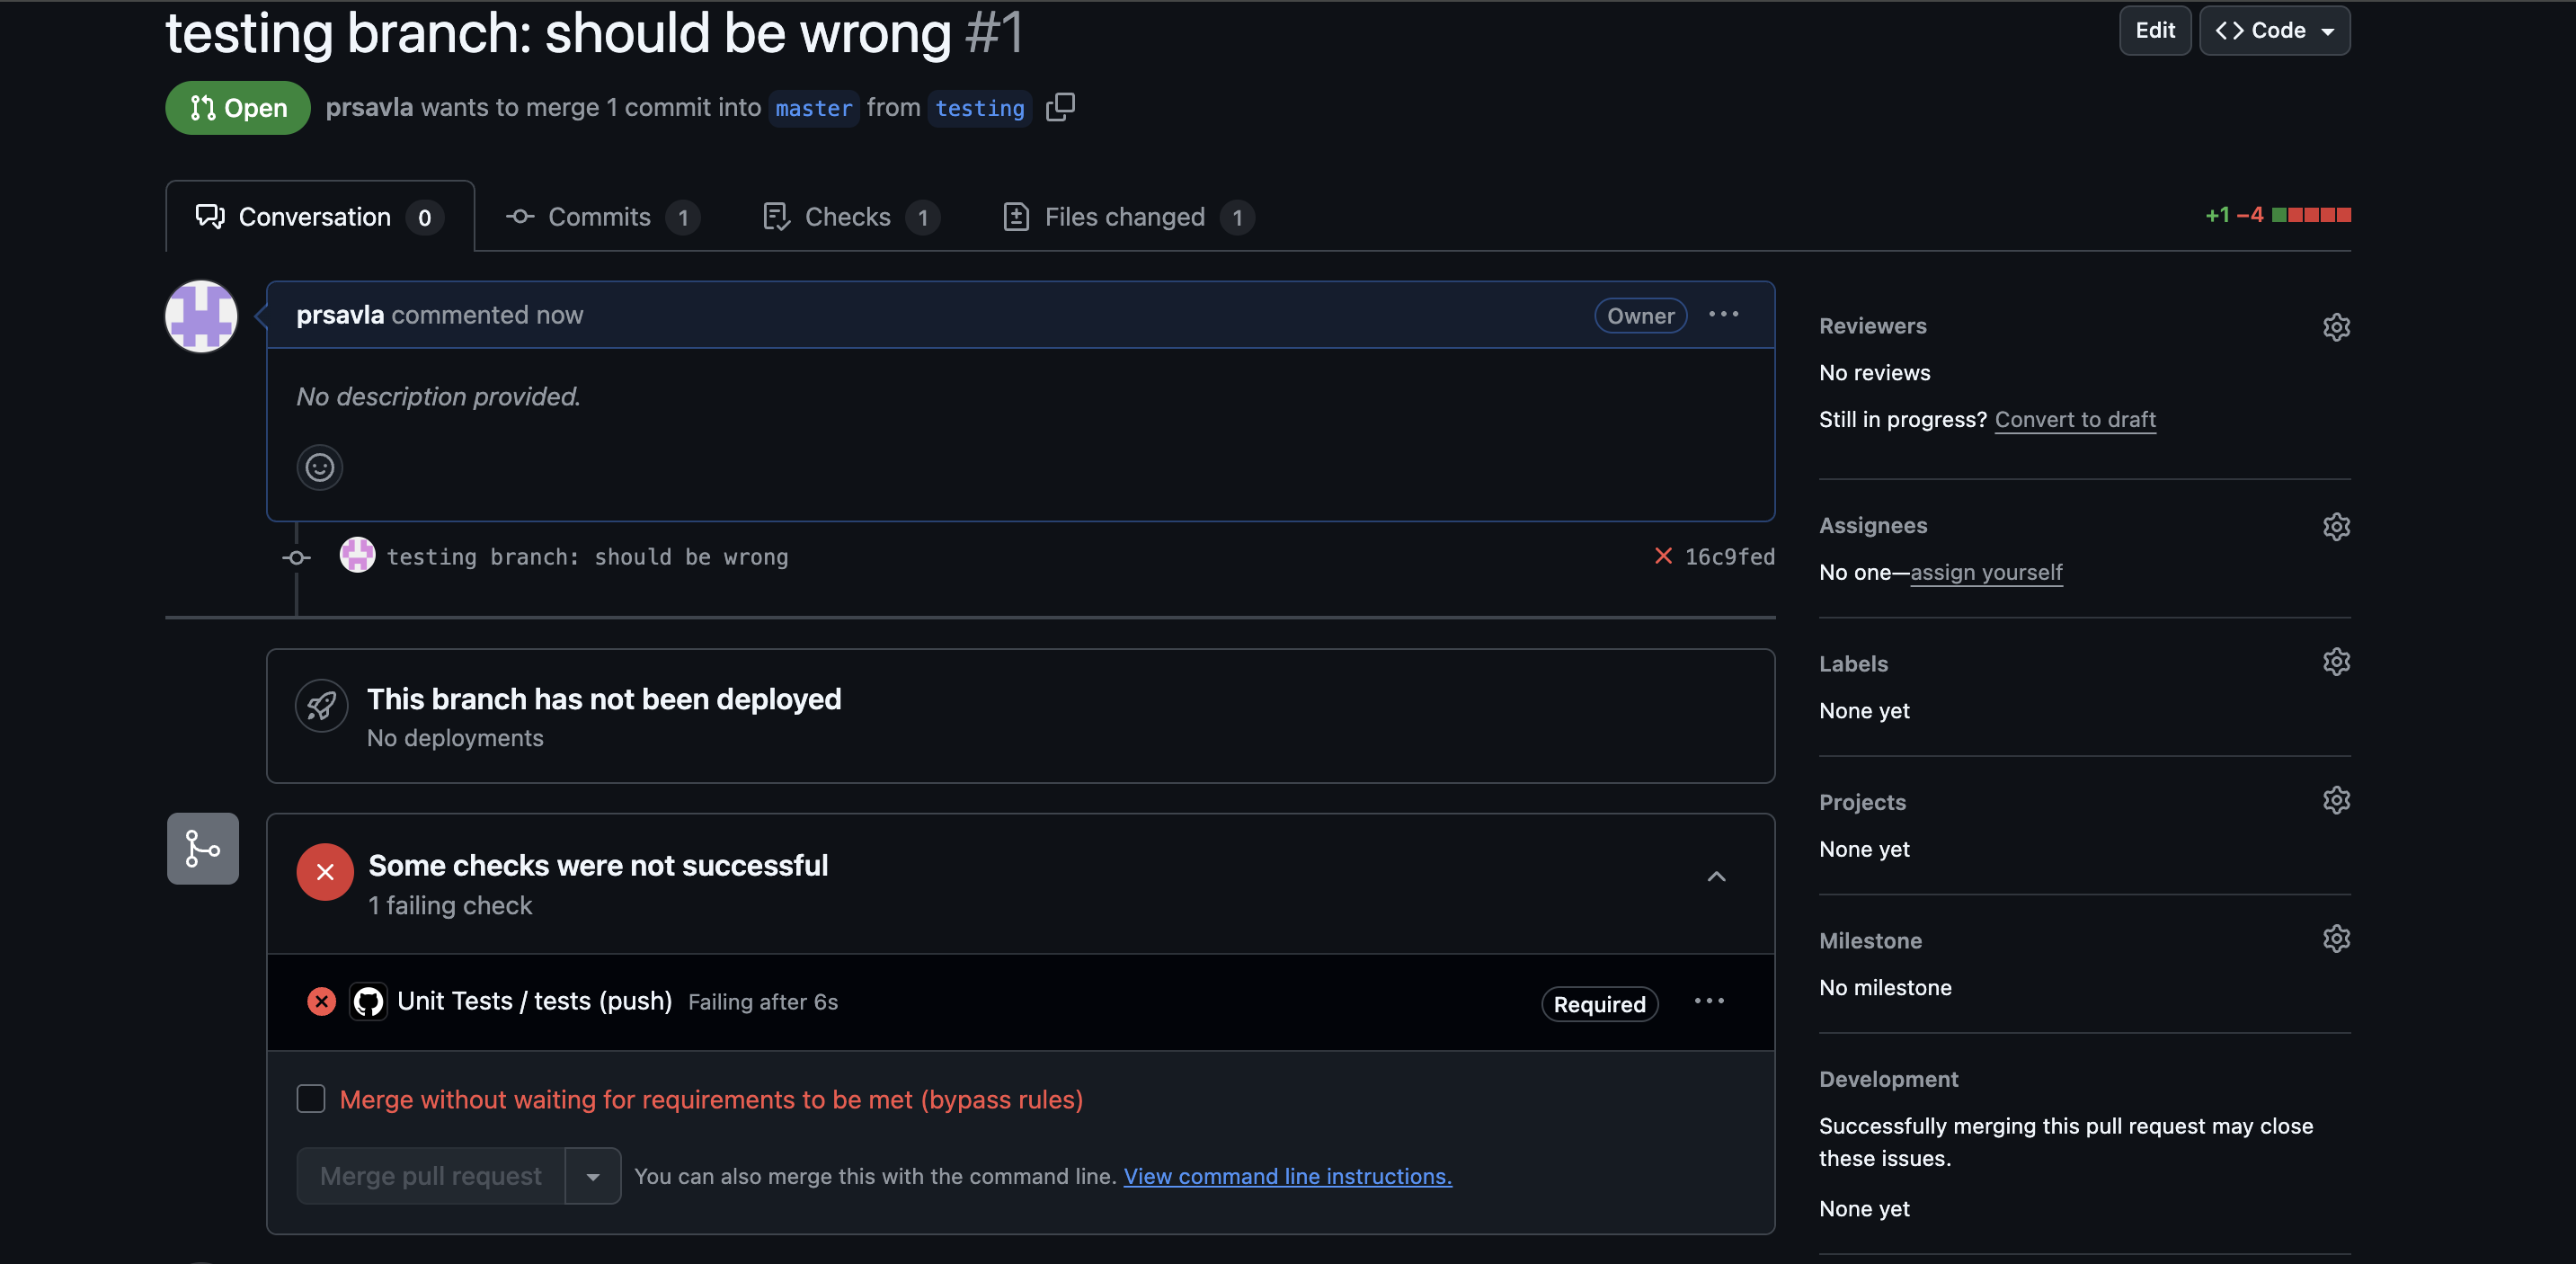 testing branch: should be wrong #1
Edit
Code
Open
prsavla wants to merge 1 commit into master from testing
Conversation 0
Commits 1
Checks 1
Files changed 1
+1 −4
prsavla commented now
Owner
No description provided.
testing branch: should be wrong
16c9fed
This branch has not been deployed
No deployments
Some checks were not successful
1 failing check
Unit Tests / tests (push) Failing after 6s
Required
Merge without waiting for requirements to be met (bypass rules)
Merge pull request
You can also merge this with the command line. View command line instructions.
Reviewers
No reviews
Still in progress? Convert to draft
Assignees
No one—assign yourself
Labels
None yet
Projects
None yet
Milestone
No milestone
Development
Successfully merging this pull request may close
these issues.
None yet